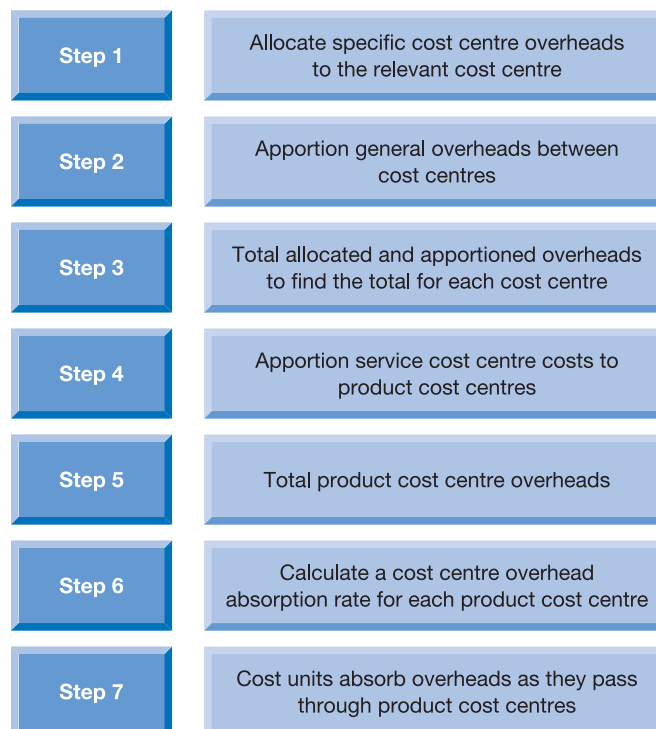 Step 1
Allocate specific cost centre overheads
to the relevant cost centre
Step 2
Apportion general overheads between
cost centres
Step 3
Total allocated and apportioned overheads
to find the total for each cost centre
Step 4
Apportion service cost centre costs to
product cost centres
Step 5
Total product cost centre overheads
Step 6
Calculate a cost centre overhead
absorption rate for each product cost centre
Step 7
Cost units absorb overheads as they pass
through product cost centres